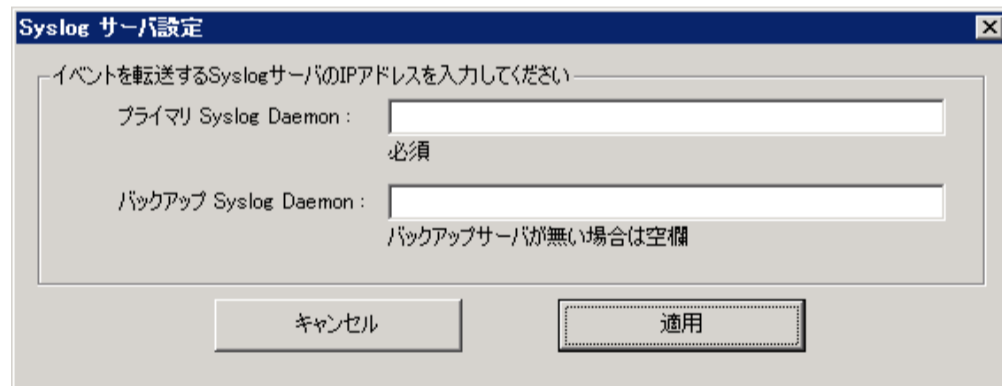 Syslog サーバ設定
イベントを転送するSyslogサーバのIPアドレスを入力してください
プライマリ Syslog Daemon :
必須
バックアップ Syslog Daemon :
バックアップサーバが無い場合は空欄
キャンセル
適用